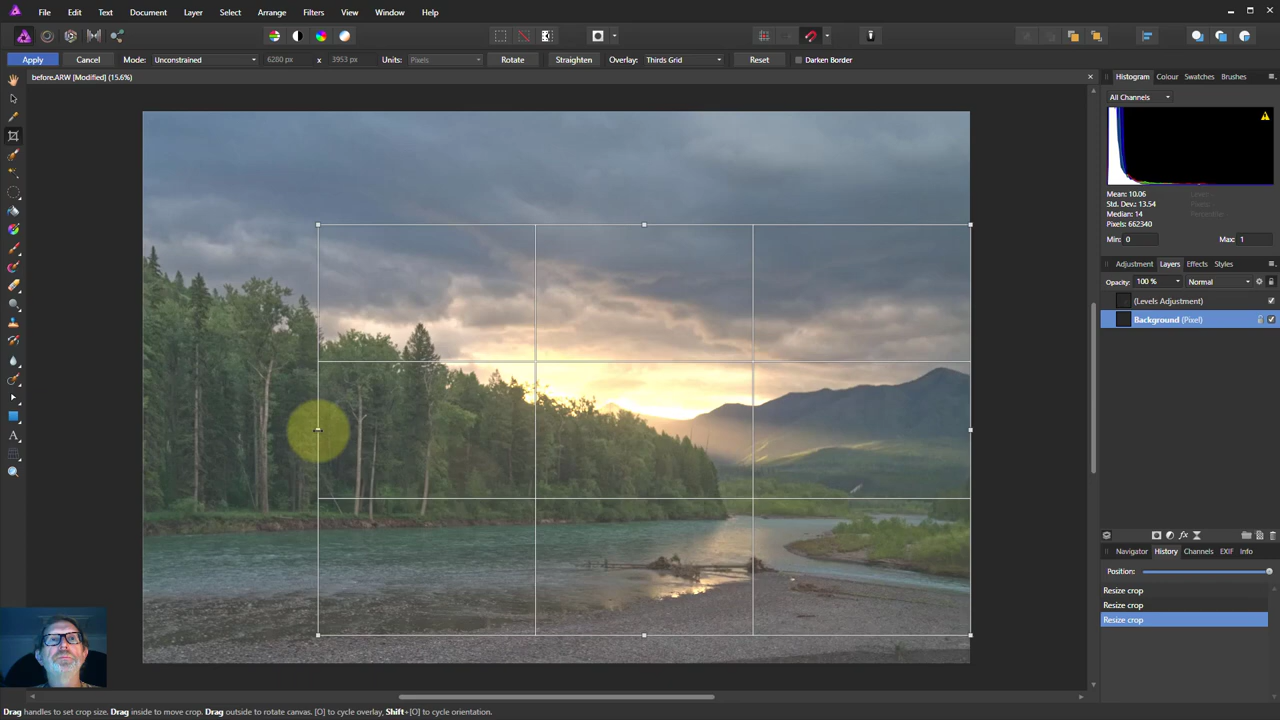 File Edit Text Document Layer Select Arrange Filters View Window Help
Apply Cancel Mode: Unconstrained 6280 px x 3953 px Units: Pixels Rotate Straighten Overlay: Thirds Grid Reset Darken Border
before.ARW [Modified] (15.6%)
Histogram Colour Swatches Brushes
All Channels
Mean: 10.06
Std. Dev.: 13.54
Median: 14
Pixels: 662340
Min: 0 Max: 1
Adjustment Layers Effects Styles
Opacity: 100 % Normal
(Levels Adjustment)
Background (Pixel)
Navigator History Channels EXIF Info
Position:
Resize crop
Resize crop
Resize crop
Drag handles to set crop size. Drag inside to move crop. Drag outside to rotate canvas. [O] to cycle overlay, Shift+[O] to cycle orientation.